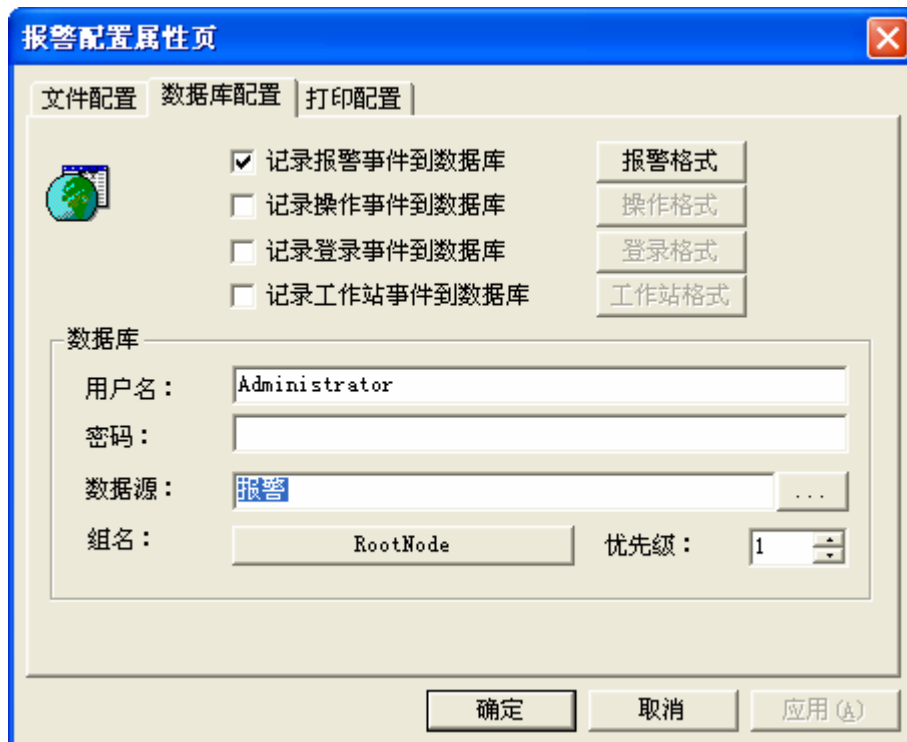 报警配置属性页
文件配置 数据库配置 打印配置
记录报警事件到数据库 报警格式
记录操作事件到数据库 操作格式
记录登录事件到数据库 登录格式
记录工作站事件到数据库 工作站格式
数据库
用户名： Administrator
密码：
数据源： 报警 ...
组名： RootNode 优先级： 1
确定 取消 应用(A)